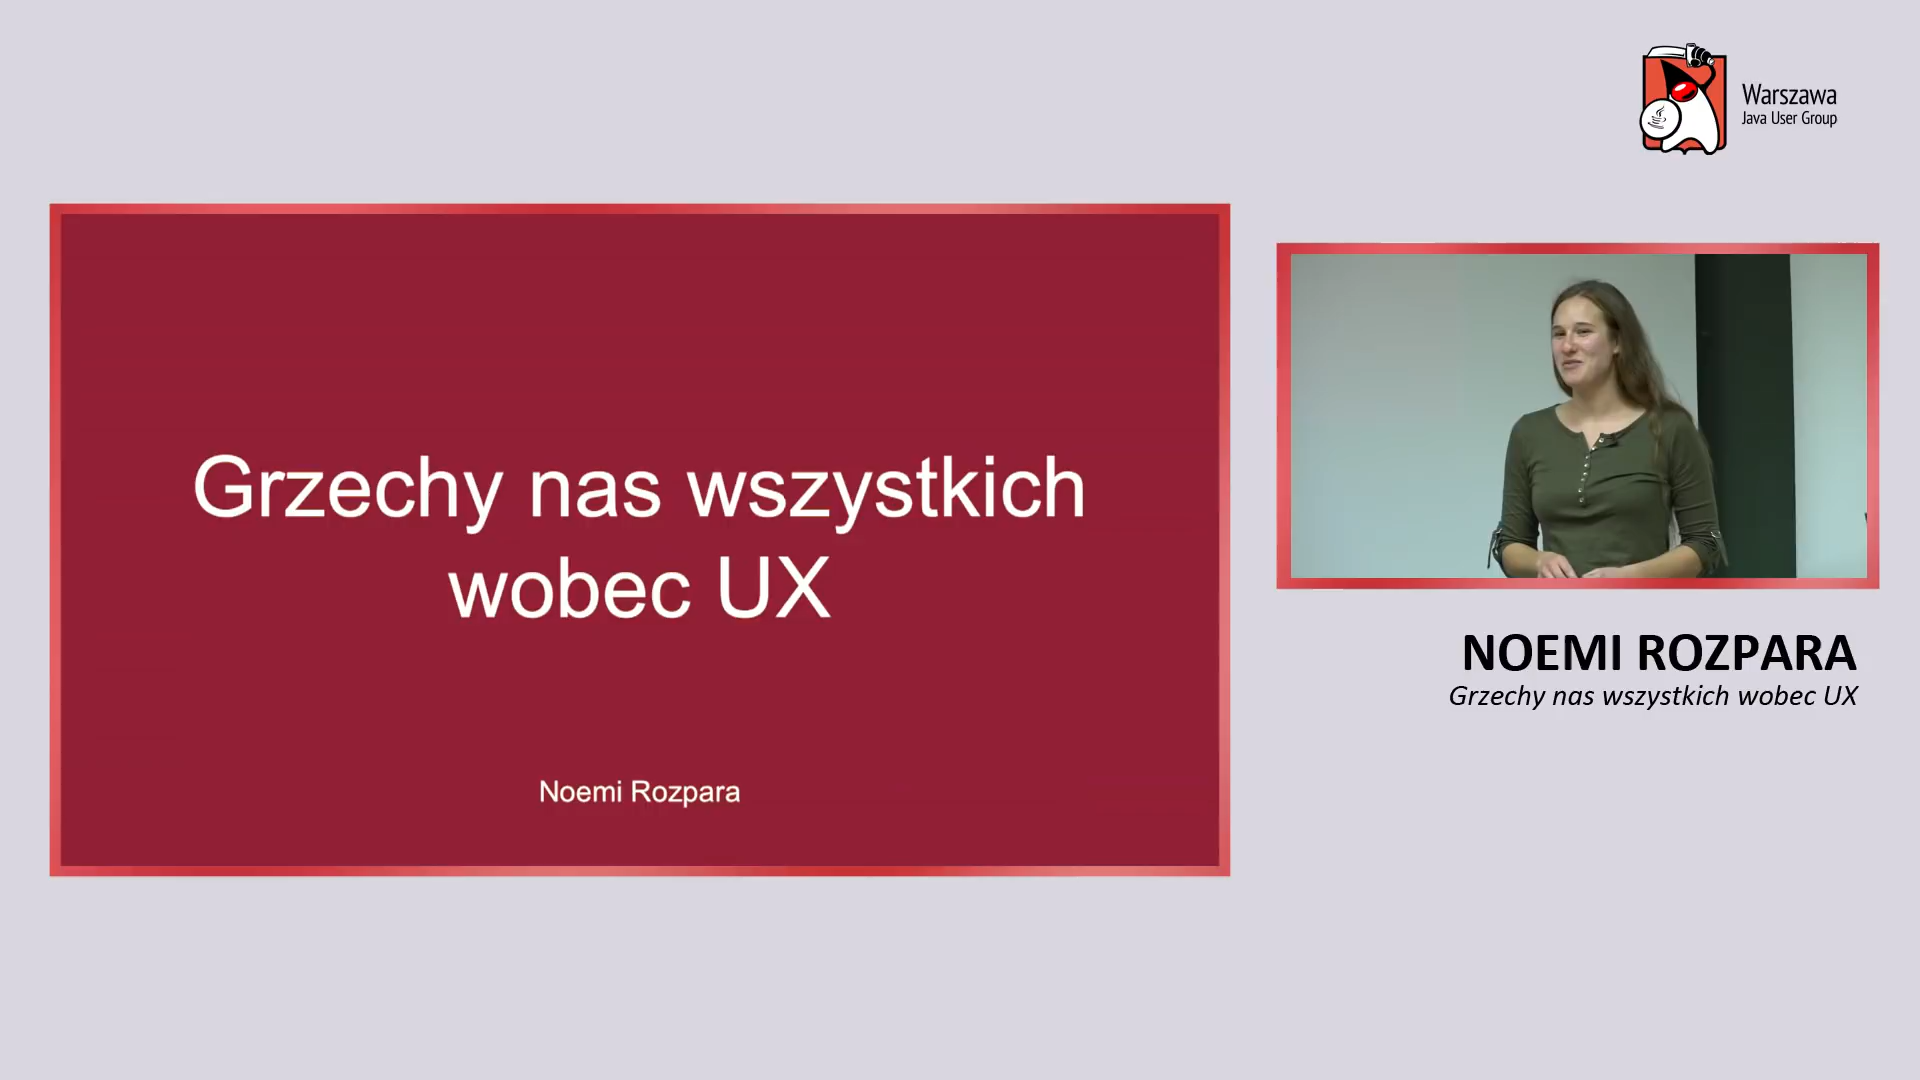 Warszawa
Java User Group
Grzechy nas wszystkich
wobec UX
Noemi Rozpara
NOEMI ROZPARA
Grzechy nas wszystkich wobec UX